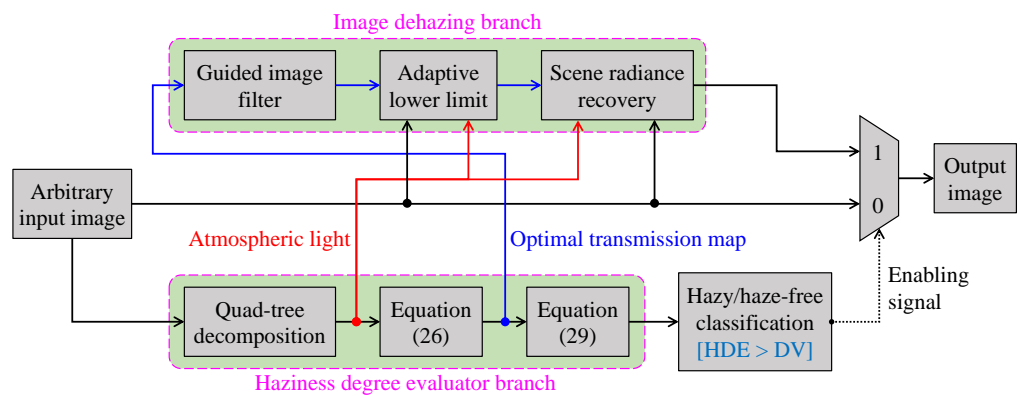 Image dehazing branch
Guided image
filter
Adaptive
lower limit
Scene radiance
recovery
1
0
Output
image
Arbitrary
input image
Atmospheric light
Optimal transmission map
Enabling
signal
Quad-tree
decomposition
Equation
(26)
Equation
(29)
Hazy/haze-free
classification
[HDE > DV]
Haziness degree evaluator branch